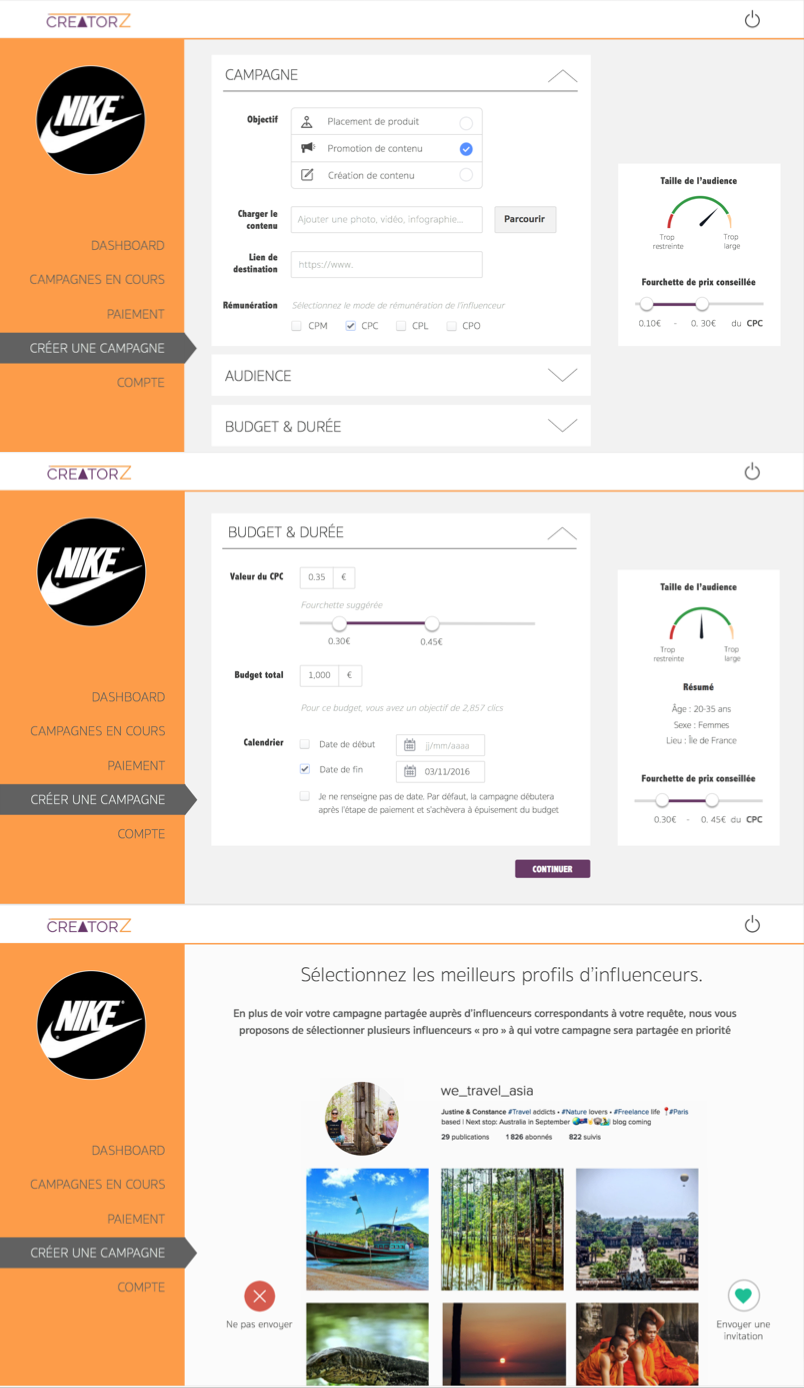 CREATORZ
NIKE
DASHBOARD
CAMPAGNES EN COURS
PAIEMENT
CRÉER UNE CAMPAGNE
COMPTE
CAMPAGNE
Objectif
Placement de produit
Promotion de contenu
Création de contenu
Charger le
contenu
Ajouter une photo, vidéo, infographie...
Parcourir
Lien de
destination
https://www.
Rémunération
Sélectionnez le mode de rémunération de l'influenceur
CPM
CPC
CPL
CPO
AUDIENCE
BUDGET & DURÉE
Taille de l'audience
Trop
restreinte
Trop
large
Fourchette de prix conseillée
0.10€ - 0. 30€ du CPC
CREATORZ
NIKE
DASHBOARD
CAMPAGNES EN COURS
PAIEMENT
CRÉER UNE CAMPAGNE
COMPTE
BUDGET & DURÉE
Valeur du CPC
0.35 €
Fourchette suggérée
0.30€ 0.45€
Budget total
1,000 €
Pour ce budget, vous avez un objectif de 2,857 clics
Calendrier
Date de début
jj/mm/aaaa
Date de fin
03/11/2016
Je ne renseigne pas de date. Par défaut, la campagne débutera
après l'étape de paiement et s'achèvera à épuisement du budget
CONTINUER
Taille de l'audience
Trop
restreinte
Trop
large
Résumé
Âge : 20-35 ans
Sexe : Femmes
Lieu : Île de France
Fourchette de prix conseillée
0.30€ - 0. 45€ du CPC
CREATORZ
NIKE
DASHBOARD
CAMPAGNES EN COURS
PAIEMENT
CRÉER UNE CAMPAGNE
COMPTE
Sélectionnez les meilleurs profils d'influenceurs.
En plus de voir votre campagne partagée auprès d'influenceurs correspondants à votre requête, nous vous
proposons de sélectionner plusieurs influenceurs « pro » à qui votre campagne sera partagée en priorité
we_travel_asia
Justine & Constance #Travel addicts • #Nature lovers • #Freelance life 📍#Paris
based | Next stop: Australia in September blog coming
29 publications 1 826 abonnés 822 suivis
Ne pas envoyer
Envoyer une
invitation